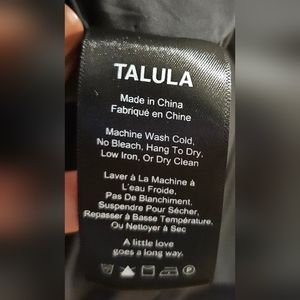 TALULA
Made in China
Fabriqué en Chine
Machine Wash Cold,
No Bleach, Hang To Dry,
Low Iron, Or Dry Clean
Laver à La Machine à
L'eau Froide,
Pas De Blanchiment,
Suspendre Pour Sécher,
Repasser à Basse Température,
Ou Nettoyer à Sec
A little love
goes a long way.